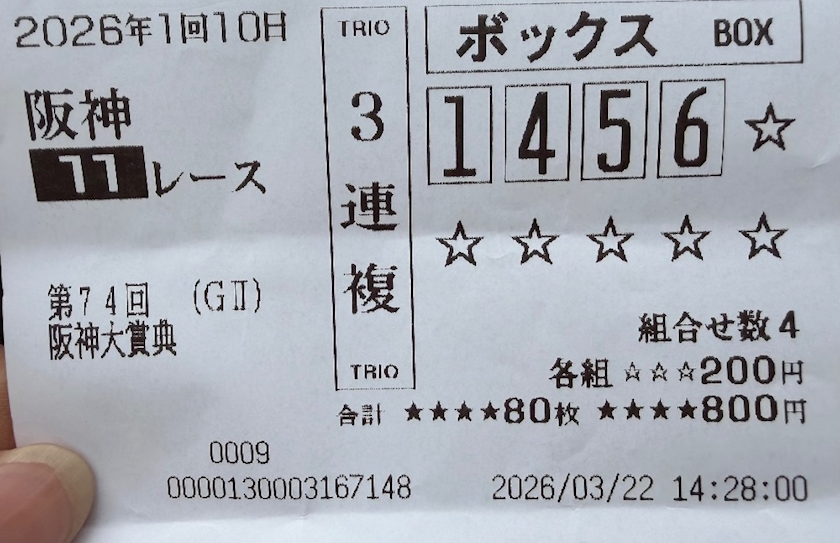 2026年1回10日
阪神
11レース
第74回 (GⅡ)
阪神大賞典
TRIO
3連複
TRIO
ボックス BOX
1 4 5 6 ☆
☆ ☆ ☆ ☆ ☆
組合せ数4
各組 ☆☆☆200円
合計 ★★★★80枚 ★★★★800円
0009
0000130003167148 2026/03/22 14:28:00